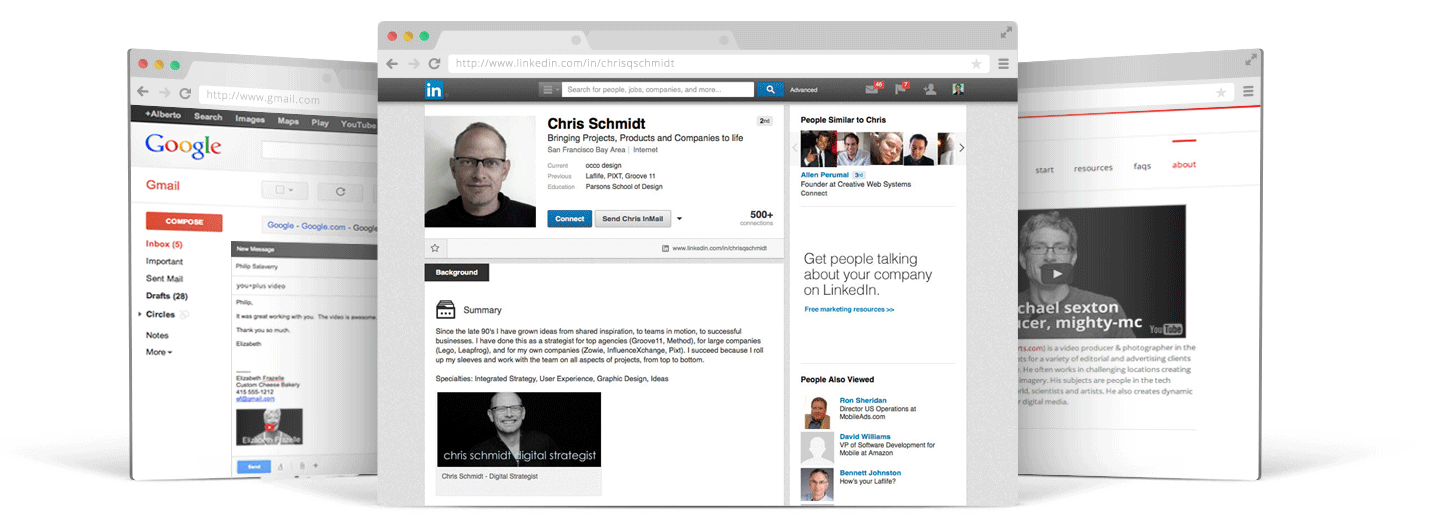 http://www.gmail.com
+Alberto Search Images Maps Play YouTube
Google
Gmail
COMPOSE
Inbox (5)
Important
Sent Mail
Drafts (28)
Circles
Notes
More
Google - Google.com - Google
New Message
Philip Salaverry
you+plus video
Philip,
It was great working with you. The video is awesome.
Thank you so much.
Elizabeth
Elizabeth Frazelle
Custom Cheese Bakery
415 555-1212
ef@gmail.com
Elizabeth Frazelle
Send
http://www.linkedin.com/in/chrisqschmidt
in
Search for people, jobs, companies, and more...
Advanced
46
7
Chris Schmidt
2nd
Bringing Projects, Products and Companies to life
San Francisco Bay Area | Internet
Current occo design
Previous Laflife, PIXT, Groove 11
Education Parsons School of Design
Connect
Send Chris InMail
500+
connections
www.linkedin.com/in/chrisqschmidt
Background
Summary
Since the late 90's I have grown ideas from shared inspiration, to teams in motion, to successful
businesses. I have done this as a strategist for top agencies (Groove11, Method), for large companies
(Lego, Leapfrog), and for my own companies (Zowie, InfluenceXchange, Pixt). I succeed because I roll
up my sleeves and work with the team on all aspects of projects, from top to bottom.
Specialties: Integrated Strategy, User Experience, Graphic Design, Ideas
chris schmidt digital strategist
Chris Schmidt - Digital Strategist
People Similar to Chris
Allen Perumal 3rd
Founder at Creative Web Systems
Connect
Get people talking
about your company
on LinkedIn.
Free marketing resources >>
People Also Viewed
Ron Sheridan
Director US Operations at
MobileAds.com
David Williams
VP of Software Development for
Mobile at Amazon
Bennett Johnston
How's your Laflife?
start resources faqs about
chael sexton
ucer, mighty-mc
YouTube
rts.com) is a video producer & photographer in the
nts for a variety of editorial and advertising clients
. He often works in challenging locations creating
magery. His subjects are people in the tech
orld, scientists and artists. He also creates dynamic
r digital media.